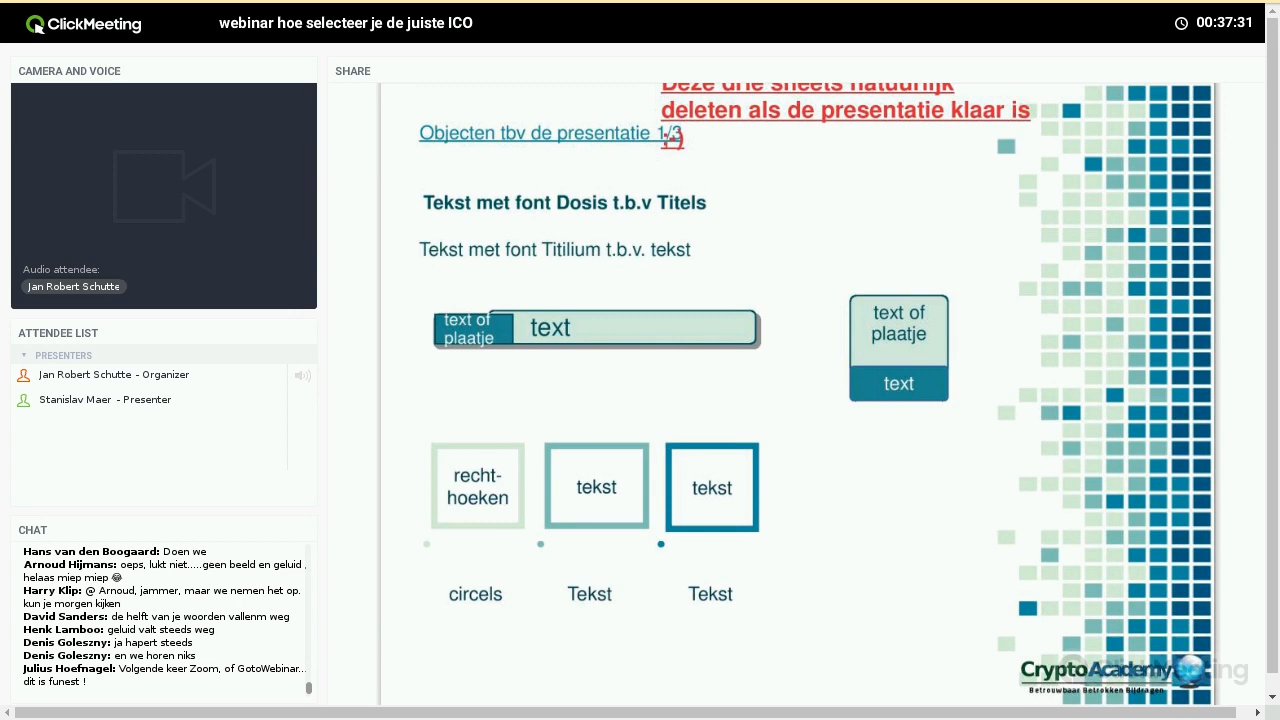 ClickMeeting
webinar hoe selecteer je de juiste ICO
00:37:31
CAMERA AND VOICE
Audio attendee:
Jan Robert Schutte
ATTENDEE LIST
PRESENTERS
Jan Robert Schutte - Organizer
Stanislav Maer - Presenter
CHAT
Hans van den Boogaard: Doen we
Arnoud Hijmans: oeps, lukt niet.....geen beeld en geluid ,
helaas miep miep 😂
Harry Klip: @ Arnoud, jammer, maar we nemen het op.
kun je morgen kijken
David Sanders: de helft van je woorden vallenm weg
Henk Lamboo: geluid valt steeds weg
Denis Goleszny: ja hapert steeds
Denis Goleszny: en we horen niks
Julius Hoefnagel: Volgende keer Zoom, of GotoWebinar...
dit is funest !
SHARE
Deze drie sheets natuurlijk
deleten als de presentatie klaar is
;-)
Objecten tbv de presentatie 1/3
Tekst met font Dosis t.b.v Titels
Tekst met font Titilium t.b.v. tekst
text of
plaatje
text
text of
plaatje
text
recht-
hoeken
tekst
tekst
circels
Tekst
Tekst
CryptoAcademy
Betrouwbaar Betrokken Bijdragen
ClickMeeting